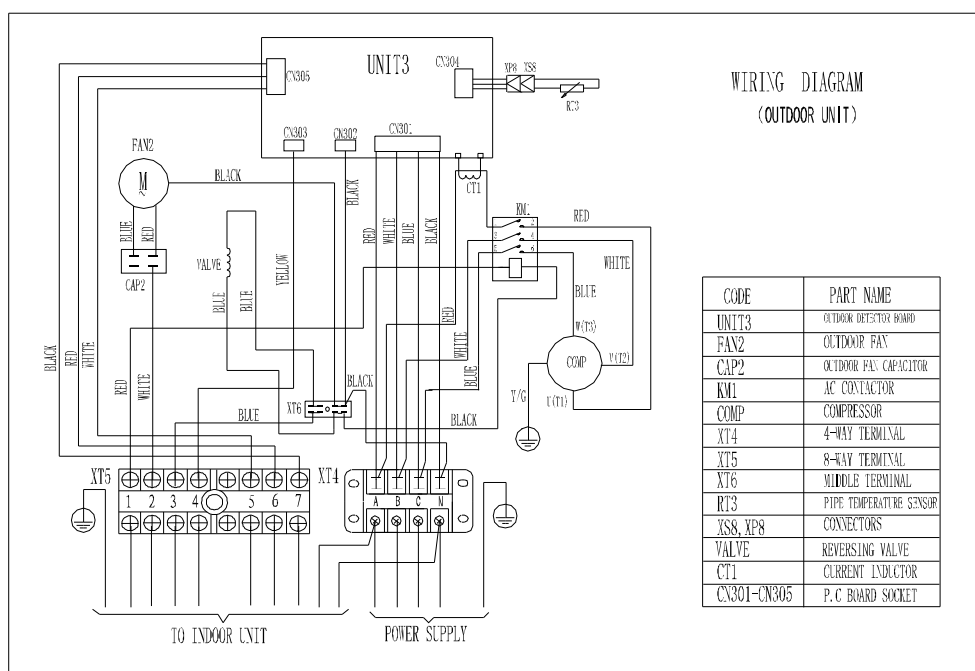 WIRING DIAGRAM
(OUTDOOR UNIT)
UNIT3
CN305
CN304
XP8 XS8
RT3
CN303
CN302
CN301
CT1
FAN2
M
~
BLACK
BLACK
BLUE
RED
CAP2
VALVE
BLUE
BLUE
YELLOW
RED
WHITE
BLUE
BLACK
KM1
RED
WHITE
BLUE
RED
WHITE
BLUE
W(T3)
V(T2)
COMP
U(T1)
Y/G
BLACK
RED
WHITE
RED
WHITE
BLUE
XT6
BLACK
BLACK
XT5
1 2 3 4 5 6 7
XT4
A B C N
TO INDOOR UNIT
POWER SUPPLY
CODE PART NAME
UNIT3 OUTDOOR DETECTOR BOARD
FAN2 OUTDOOR FAN
CAP2 OUTDOOR FAN CAPACITOR
KM1 AC CONTACTOR
COMP COMPRESSOR
XT4 4-WAY TERMINAL
XT5 8-WAY TERMINAL
XT6 MIDDLE TERMINAL
RT3 PIPE TEMPERATURE SENSOR
XS8, XP8 CONNECTORS
VALVE REVERSING VALVE
CT1 CURRENT INDUCTOR
CN301-CN305 P.C BOARD SOCKET